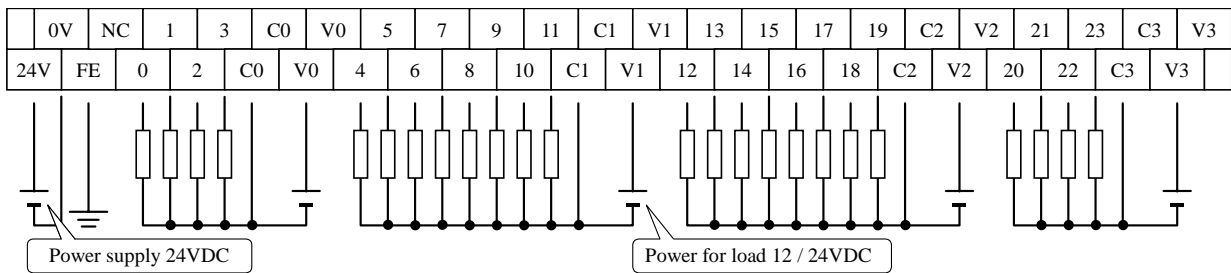 0V NC 1 3 C0 V0 5 7 9 11 C1 V1 13 15 17 19 C2 V2 21 23 C3 V3
24V FE 0 2 C0 V0 4 6 8 10 C1 V1 12 14 16 18 C2 V2 20 22 C3 V3
Power supply 24VDC Power for load 12 / 24VDC